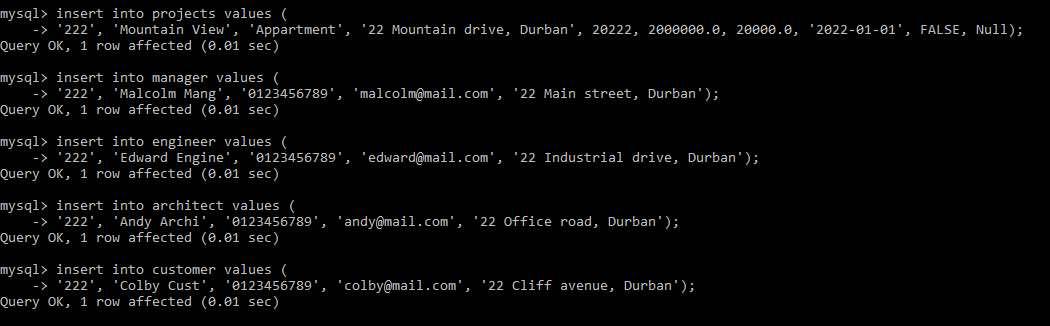 mysql> insert into projects values (
-> '222', 'Mountain View', 'Appartment', '22 Mountain drive, Durban', 20222, 2000000.0, 20000.0, '2022-01-01', FALSE, Null);
Query OK, 1 row affected (0.01 sec)
mysql> insert into manager values (
-> '222', 'Malcolm Mang', '0123456789', 'malcolm@mail.com', '22 Main street, Durban');
Query OK, 1 row affected (0.01 sec)
mysql> insert into engineer values (
-> '222', 'Edward Engine', '0123456789', 'edward@mail.com', '22 Industrial drive, Durban');
Query OK, 1 row affected (0.01 sec)
mysql> insert into architect values (
-> '222', 'Andy Archi', '0123456789', 'andy@mail.com', '22 Office road, Durban');
Query OK, 1 row affected (0.01 sec)
mysql> insert into customer values (
-> '222', 'Colby Cust', '0123456789', 'colby@mail.com', '22 Cliff avenue, Durban');
Query OK, 1 row affected (0.01 sec)